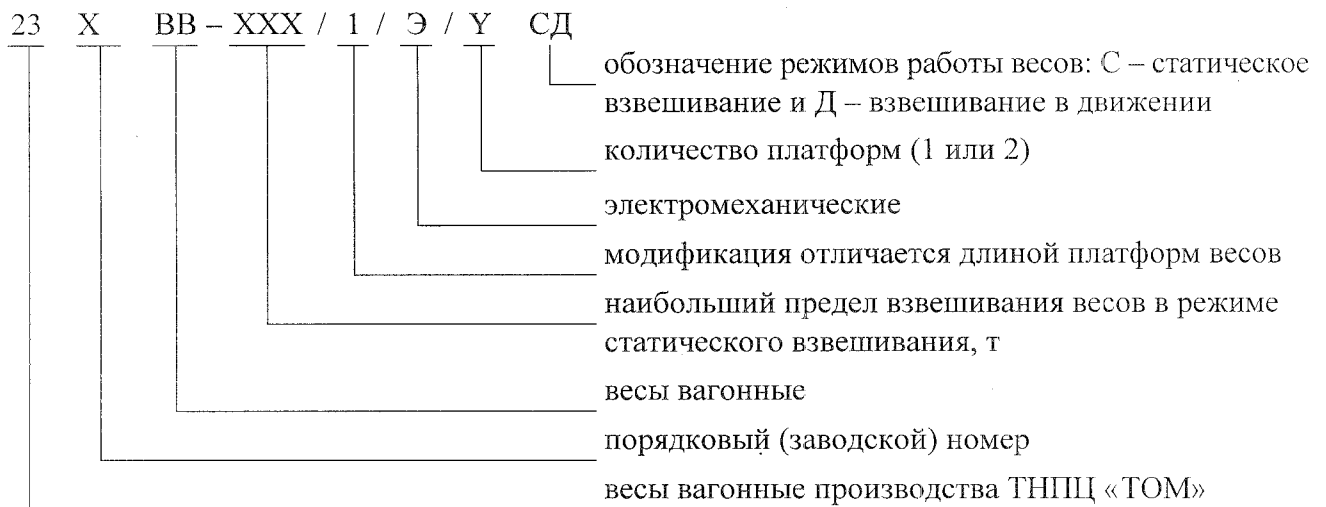 23 Х ВВ – ХХХ / 1 / Э / Y СД
обозначение режимов работы весов: С – статическое
взвешивание и Д – взвешивание в движении
количество платформ (1 или 2)
электромеханические
модификация отличается длиной платформ весов
наибольший предел взвешивания весов в режиме
статического взвешивания, т
весы вагонные
порядковый (заводской) номер
весы вагонные производства ТНПЦ «ТОМ»